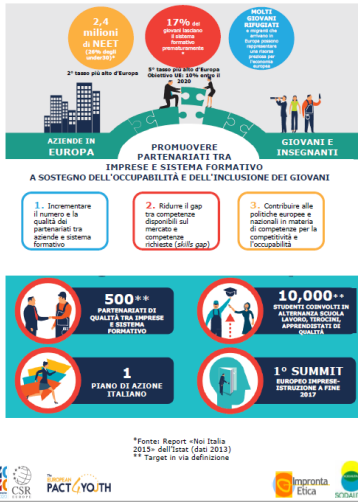 2,4
milioni
di NEET
(26% degli
under30)*
2° tasso più alto d'Europa
17% dei
giovani lasciano
il sistema
formativo
prematuramente
5° tasso più alto d'Europa
Obiettivo UE: 10% entro il
2020
MOLTI
GIOVANI
RIFUGIATI
e migranti che
arrivano in
Europa possono
rappresentare
una risorsa
preziosa per
l'economia
europea
AZIENDE IN
EUROPA
GIOVANI E
INSEGNANTI
PROMUOVERE
PARTENARIATI TRA
IMPRESE E SISTEMA FORMATIVO
A SOSTEGNO DELL'OCCUPABILITÀ E DELL'INCLUSIONE DEI GIOVANI
1. Incrementare
il numero e la
qualità dei
partenariati tra
aziende e sistema
formativo
2. Ridurre il gap
tra competenze
disponibili sul
mercato e
competenze
richieste (skills gap)
3. Contribuire alle
politiche europee e
nazionali in materia
di competenze per la
competitività e
l'occupabilità
500**
PARTENARIATI DI
QUALITÀ TRA IMPRESE
E SISTEMA
FORMATIVO
10,000**
STUDENTI COINVOLTI IN
ALTERNANZA SCUOLA
LAVORO, TIROCINI,
APPRENDISTATI DI
QUALITÀ
1
PIANO DI AZIONE
ITALIANO
1° SUMMIT
EUROPEO IMPRESE-
ISTRUZIONE A FINE
2017
*Fonte: Report «Noi Italia
2015» dell'Istat (dati 2013)
** Target in via definizione
CSR
EUROPE
The
EUROPEAN
PACT4YOUTH
Impronta
Etica
SODALITAS